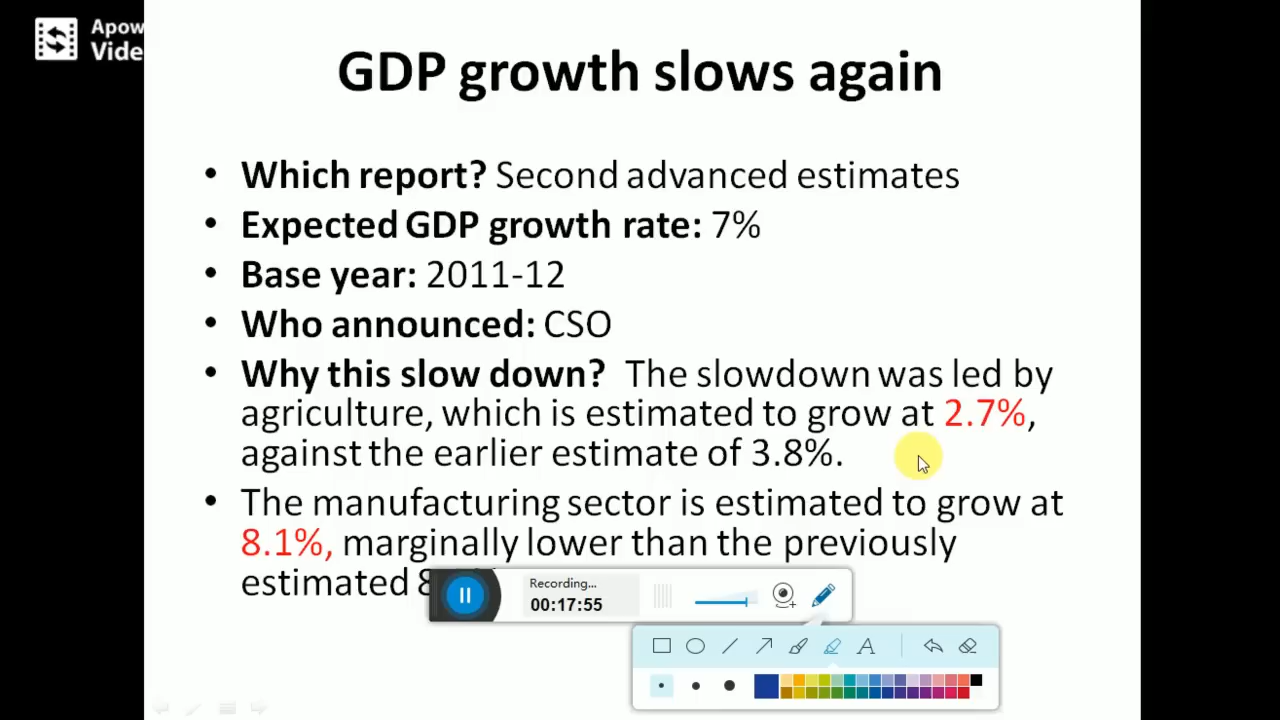 Apow
Vide
GDP growth slows again
• Which report? Second advanced estimates
• Expected GDP growth rate: 7%
• Base year: 2011-12
• Who announced: CSO
• Why this slow down? The slowdown was led by
agriculture, which is estimated to grow at 2.7%,
against the earlier estimate of 3.8%.
• The manufacturing sector is estimated to grow at
8.1%, marginally lower than the previously
estimated
Recording...
00:17:55
A